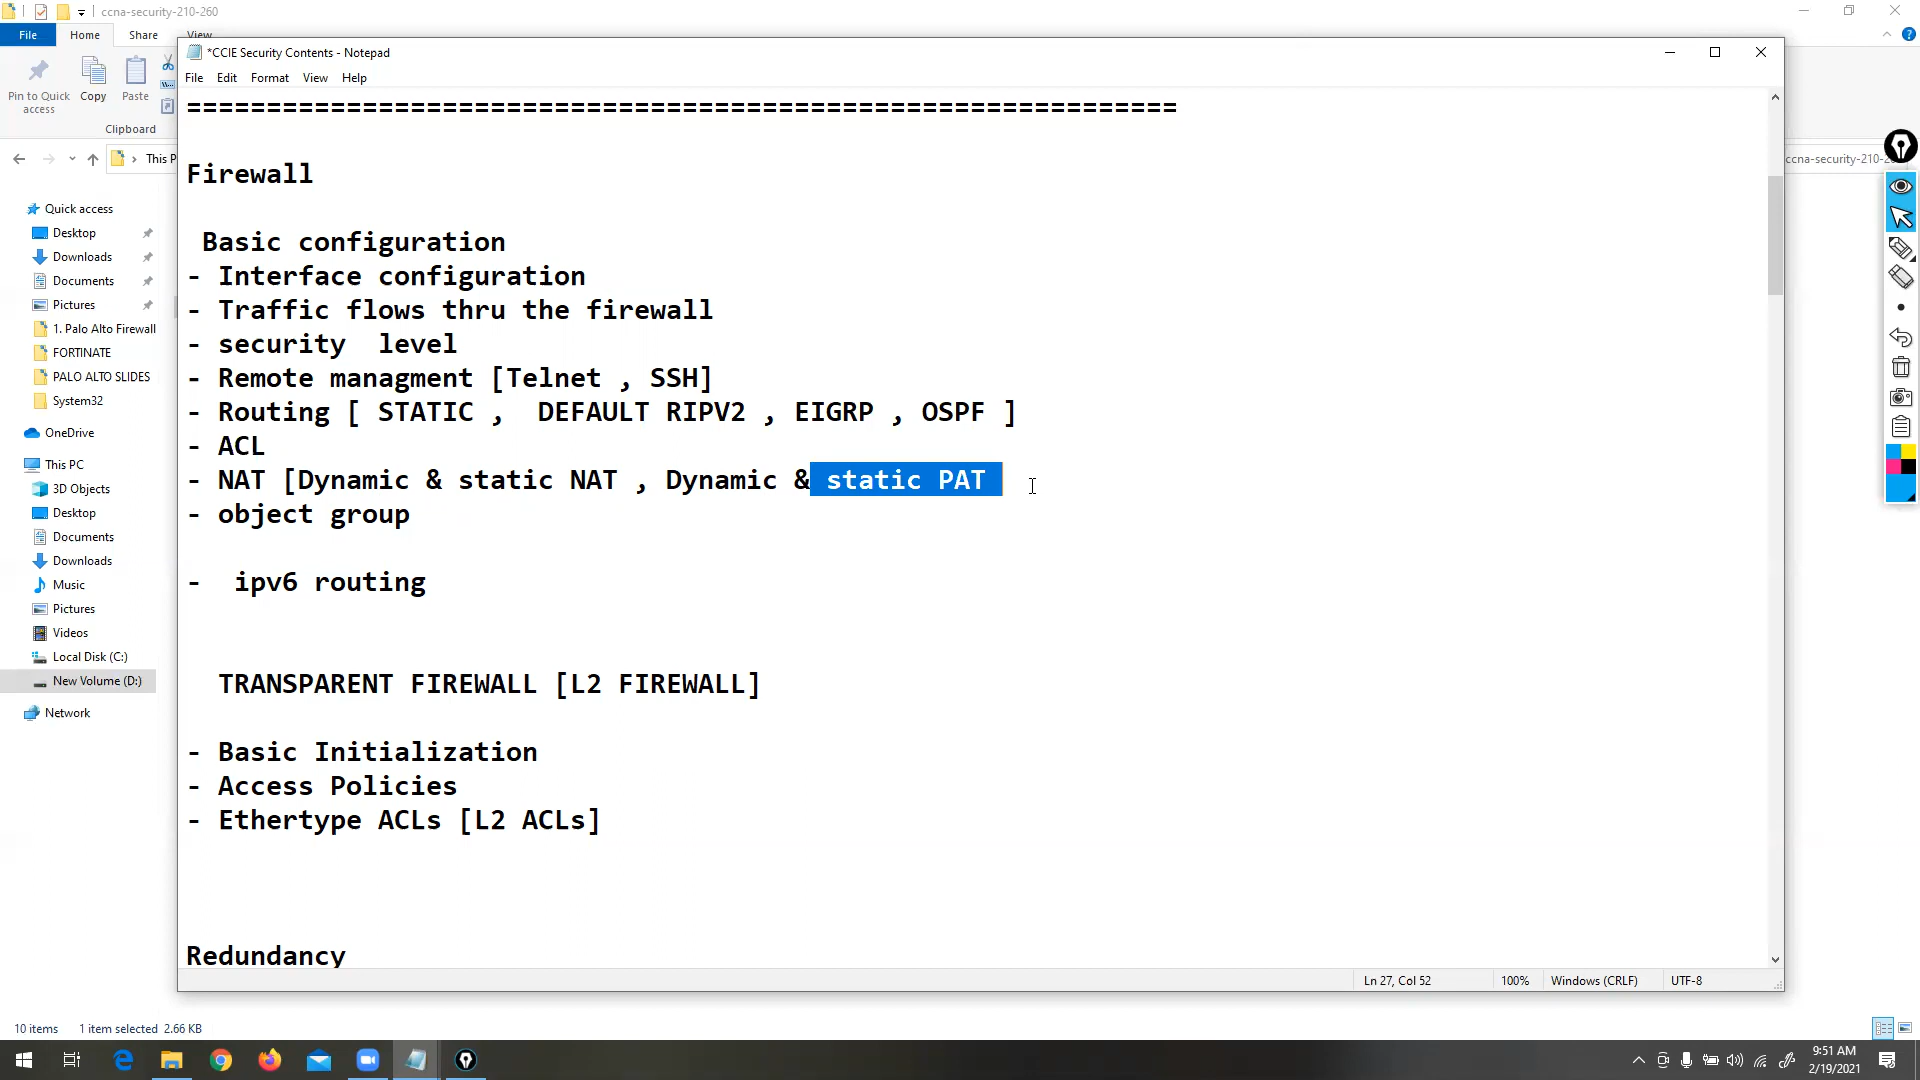 ccna-security-210-260
File Home Share View
Pin to Quick access
Copy
Paste
Clipboard
This P
ccna-security-210-2
*CCIE Security Contents - Notepad
File Edit Format View Help
==============================================================
Firewall
Basic configuration
- Interface configuration
- Traffic flows thru the firewall
- security  level
- Remote managment [Telnet , SSH]
- Routing [ STATIC ,  DEFAULT RIPV2 , EIGRP , OSPF ]
- ACL
- NAT [Dynamic & static NAT , Dynamic & static PAT
- object group
-  ipv6 routing
TRANSPARENT FIREWALL [L2 FIREWALL]
- Basic Initialization
- Access Policies
- Ethertype ACLs [L2 ACLs]
Redundancy
Ln 27, Col 52
100%
Windows (CRLF)
UTF-8
Quick access
Desktop
Downloads
Documents
Pictures
1. Palo Alto Firewall
FORTINATE
PALO ALTO SLIDES
System32
OneDrive
This PC
3D Objects
Desktop
Documents
Downloads
Music
Pictures
Videos
Local Disk (C:)
New Volume (D:)
Network
10 items
1 item selected 2.66 KB
9:51 AM
2/19/2021